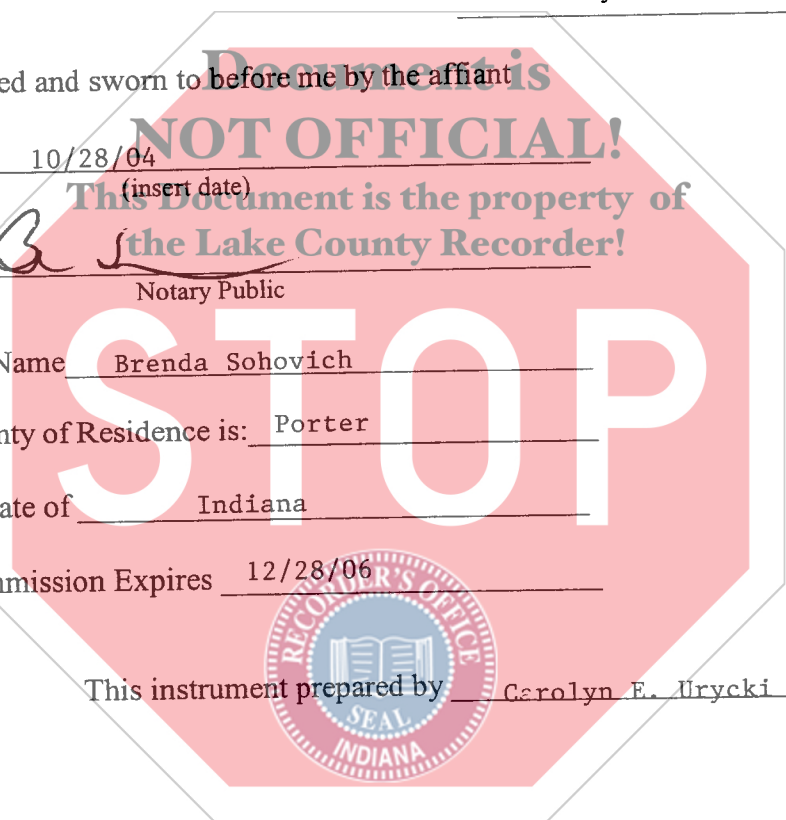 Document is
ed and sworn to before me by the affiant
NOT OFFICIAL!
10/28/04
(insert date)
This Document is the property of
the Lake County Recorder!
Notary Public
STOP
Name Brenda Sohovich
nty of Residence is: Porter
ate of Indiana
mmission Expires 12/28/06
RECORDER'S OFFICE
This instrument prepared by Carolyn E. Urycki
SEAL
INDIANA